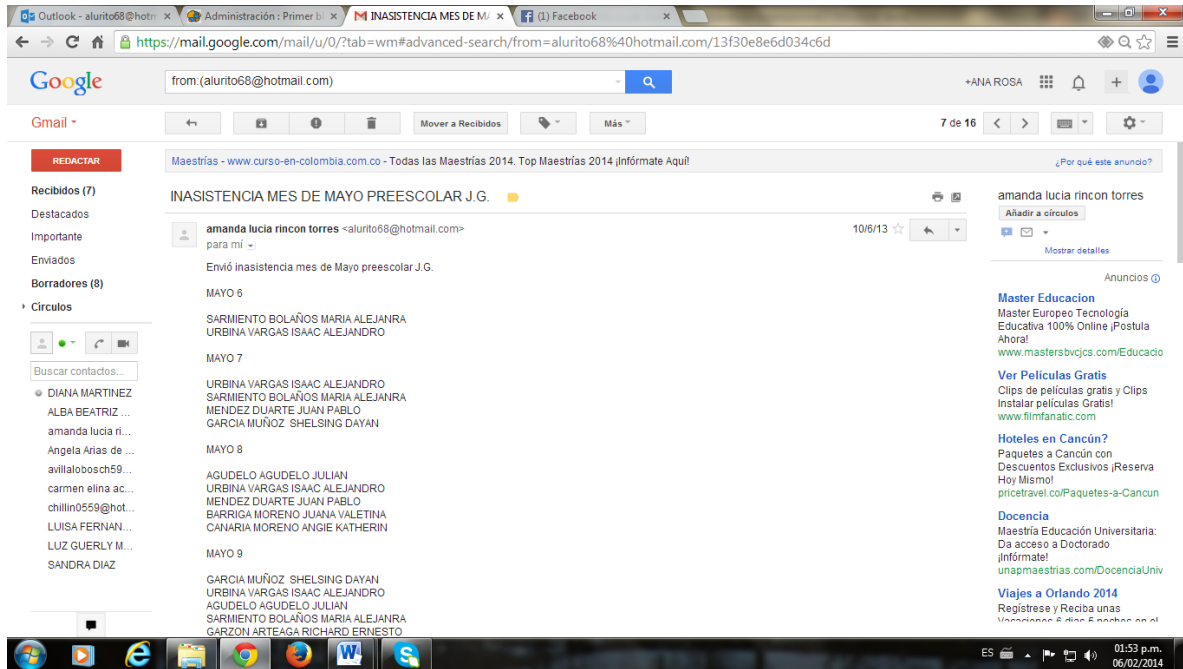 Outlook - alurito68@hotm
Administración : Primer bl
INASISTENCIA MES DE MA
(1) Facebook
https://mail.google.com/mail/u/0/?tab=wm#advanced-search/from=alurito68%40hotmail.com/13f30e8e6d034c6d
Google
from:(alurito68@hotmail.com)
+ANA ROSA
Gmail
Mover a Recibidos
Más
7 de 16
REDACTAR
Maestrías - www.curso-en-colombia.com.co - Todas las Maestrías 2014. Top Maestrías 2014 ¡Infórmate Aquí!
¿Por qué este anuncio?
Recibidos (7)
Destacados
Importante
Enviados
Borradores (8)
Círculos
Buscar contactos...
DIANA MARTINEZ
ALBA BEATRIZ ...
amanda lucia ri...
Angela Arias de ...
avillalobosch59...
carmen elina ac...
chillin0559@hot...
LUISA FERNAN...
LUZ GUERLY M...
SANDRA DIAZ
INASISTENCIA MES DE MAYO PREESCOLAR J.G.
amanda lucia rincon torres <alurito68@hotmail.com>
10/6/13
para mí
Envió inasistencia mes de Mayo preescolar J.G.
MAYO 6
SARMIENTO BOLAÑOS MARIA ALEJANRA
URBINA VARGAS ISAAC ALEJANDRO
MAYO 7
URBINA VARGAS ISAAC ALEJANDRO
SARMIENTO BOLAÑOS MARIA ALEJANRA
MENDEZ DUARTE JUAN PABLO
GARCIA MUÑOZ SHELSING DAYAN
MAYO 8
AGUDELO AGUDELO JULIAN
URBINA VARGAS ISAAC ALEJANDRO
MENDEZ DUARTE JUAN PABLO
BARRIGA MORENO JUANA VALETINA
CANARIA MORENO ANGIE KATHERIN
MAYO 9
GARCIA MUÑOZ SHELSING DAYAN
URBINA VARGAS ISAAC ALEJANDRO
AGUDELO AGUDELO JULIAN
SARMIENTO BOLAÑOS MARIA ALEJANRA
GARZON ARTEAGA RICHARD ERNESTO
amanda lucia rincon torres
Añadir a círculos
Mostrar detalles
Anuncios
Master Educacion
Master Europeo Tecnología
Educativa 100% Online ¡Postula
Ahora!
www.mastersbvcjcs.com/Educacio
Ver Películas Gratis
Clips de películas gratis y Clips
Instalar películas Gratis!
www.filmfanatic.com
Hoteles en Cancún?
Paquetes a Cancún con
Descuentos Exclusivos ¡Reserva
Hoy Mismo!
pricetravel.co/Paquetes-a-Cancun
Docencia
Maestría Educación Universitaria:
Da acceso a Doctorado
¡Infórmate!
unapmaestrias.com/DocenciaUniv
Viajes a Orlando 2014
Regístrese y Reciba unas
Vacaciones 6 dias 5 noches en el
ES
01:53 p.m.
06/02/2014